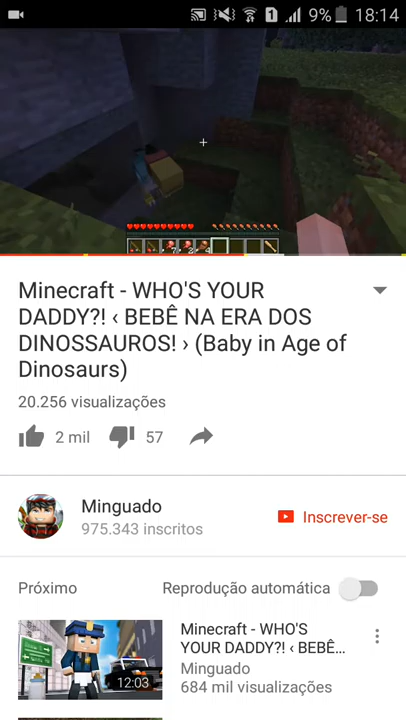 9% 18:14
Minecraft - WHO'S YOUR
DADDY?! ‹ BEBÊ NA ERA DOS
DINOSSAUROS! › (Baby in Age of
Dinosaurs)
20.256 visualizações
2 mil 57
Minguado
975.343 inscritos
Inscrever-se
Próximo Reprodução automática
12:03
Minecraft - WHO'S
YOUR DADDY?! ‹ BEBÊ...
Minguado
684 mil visualizações